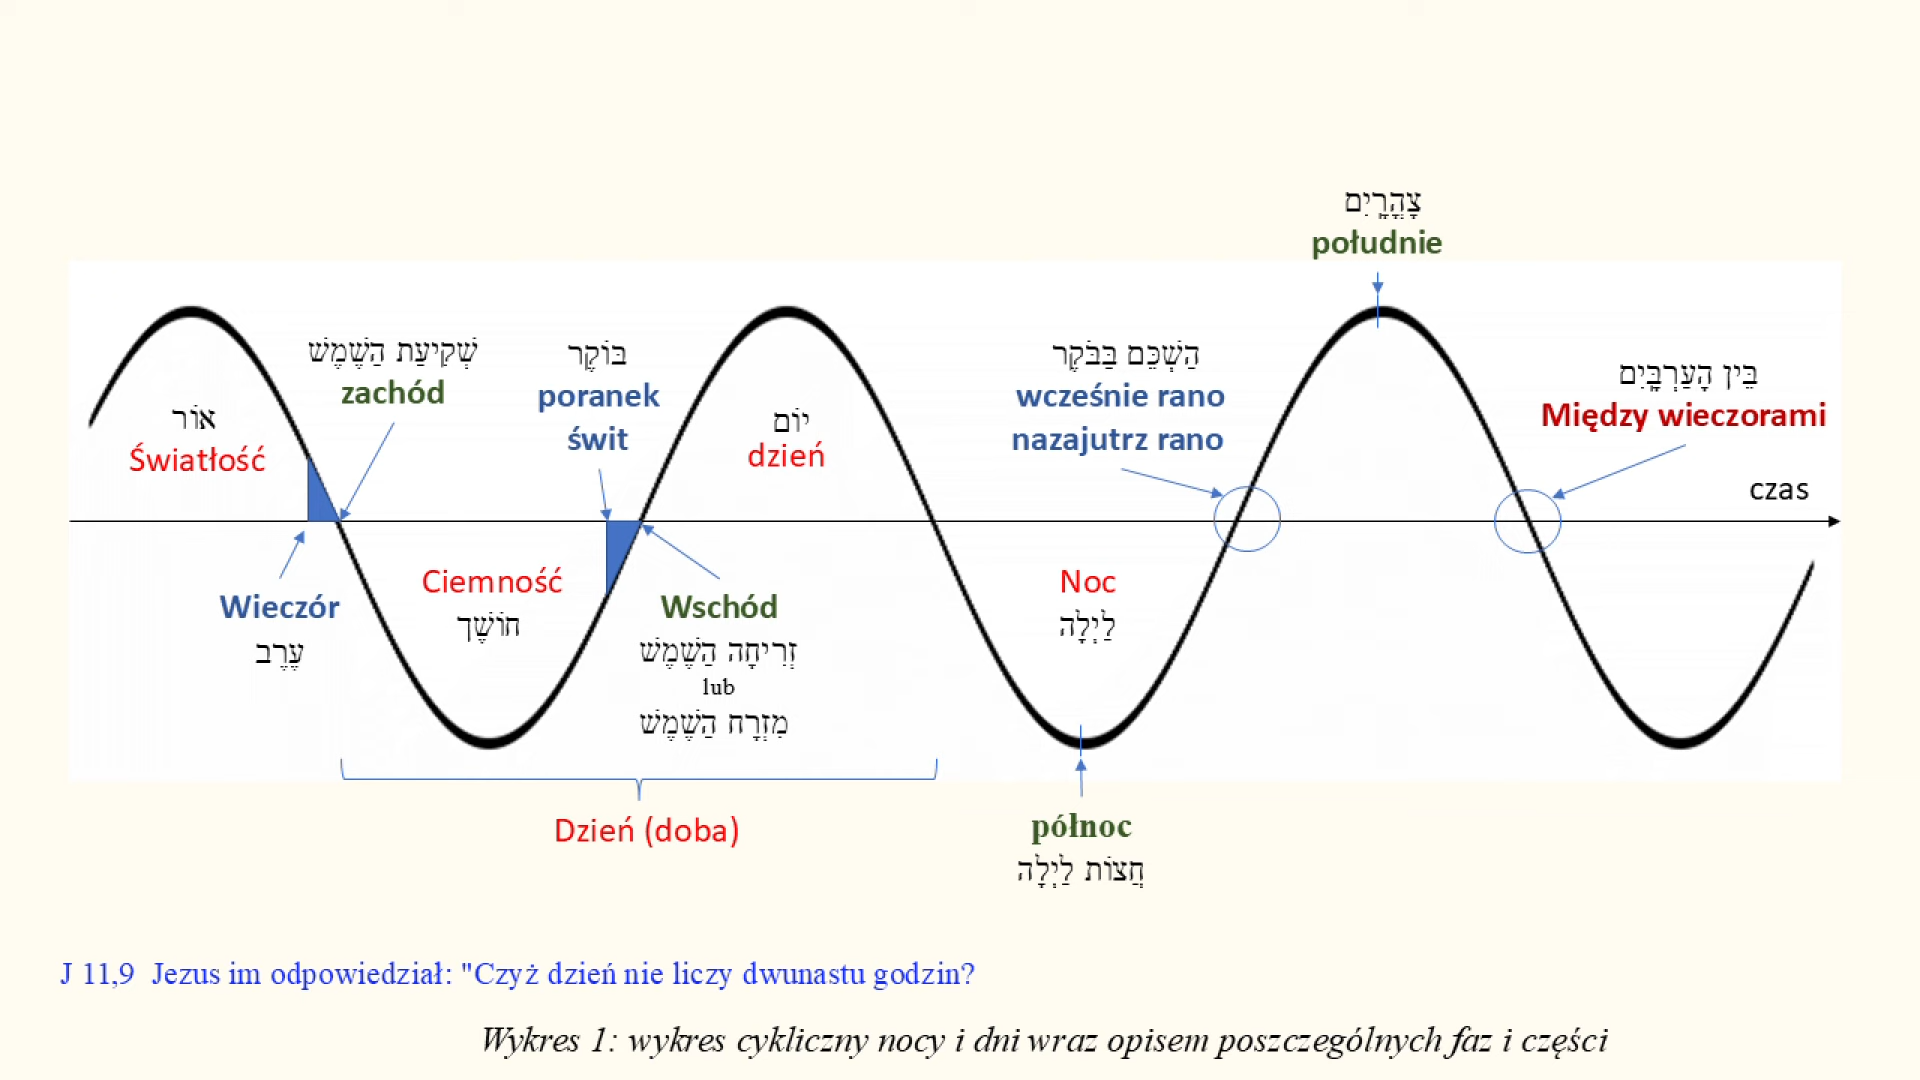 צָהֳרָיִם
południe
שְׁקִיעַת הַשֶּׁמֶשׁ
zachód
בּוֹקֶר
poranek
świt
אוֹר
Światłość
יוֹם
dzień
הַשְׁכֵּם בַּבֹּקֶר
wcześnie rano
nazajutrz rano
בֵּין הָעַרְבָּיִם
Między wieczorami
czas
Wieczór
עֶרֶב
Ciemność
חוֹשֶׁך
Wschód
זְרִיחָה הַשֶּׁמֶשׁ
lub
מִזְרָח הַשֶּׁמֶשׁ
Noc
לַיְלָה
Dzień (doba)
północ
חֲצוֹת לַיְלָה
J 11,9 Jezus im odpowiedział: "Czyż dzień nie liczy dwunastu godzin?
Wykres 1: wykres cykliczny nocy i dni wraz opisem poszczególnych faz i części